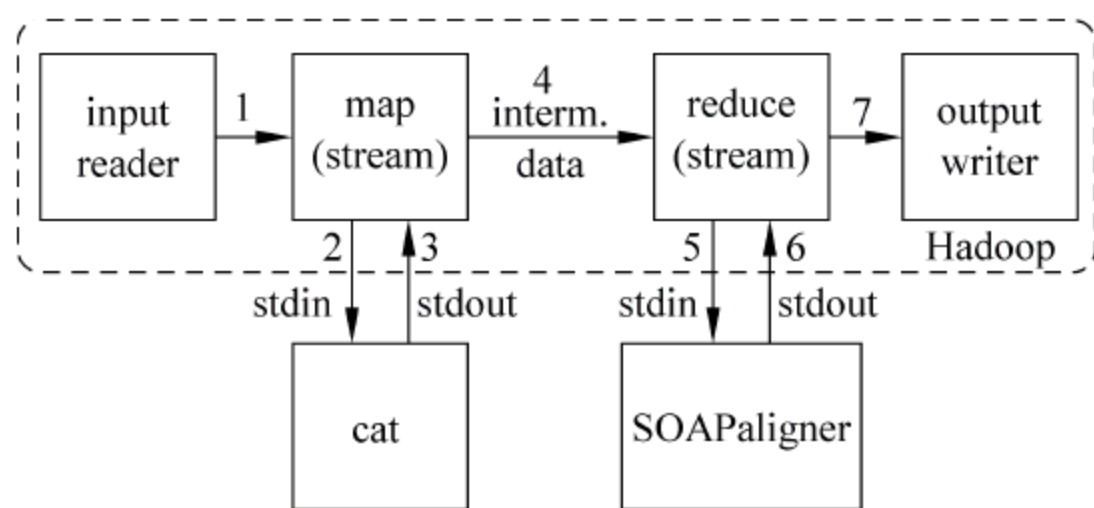 input
reader
1
map
(stream)
4
interm.
data
reduce
(stream)
7
output
writer
2
3
5
6
Hadoop
stdin
stdout
stdin
stdout
cat
SOAPaligner